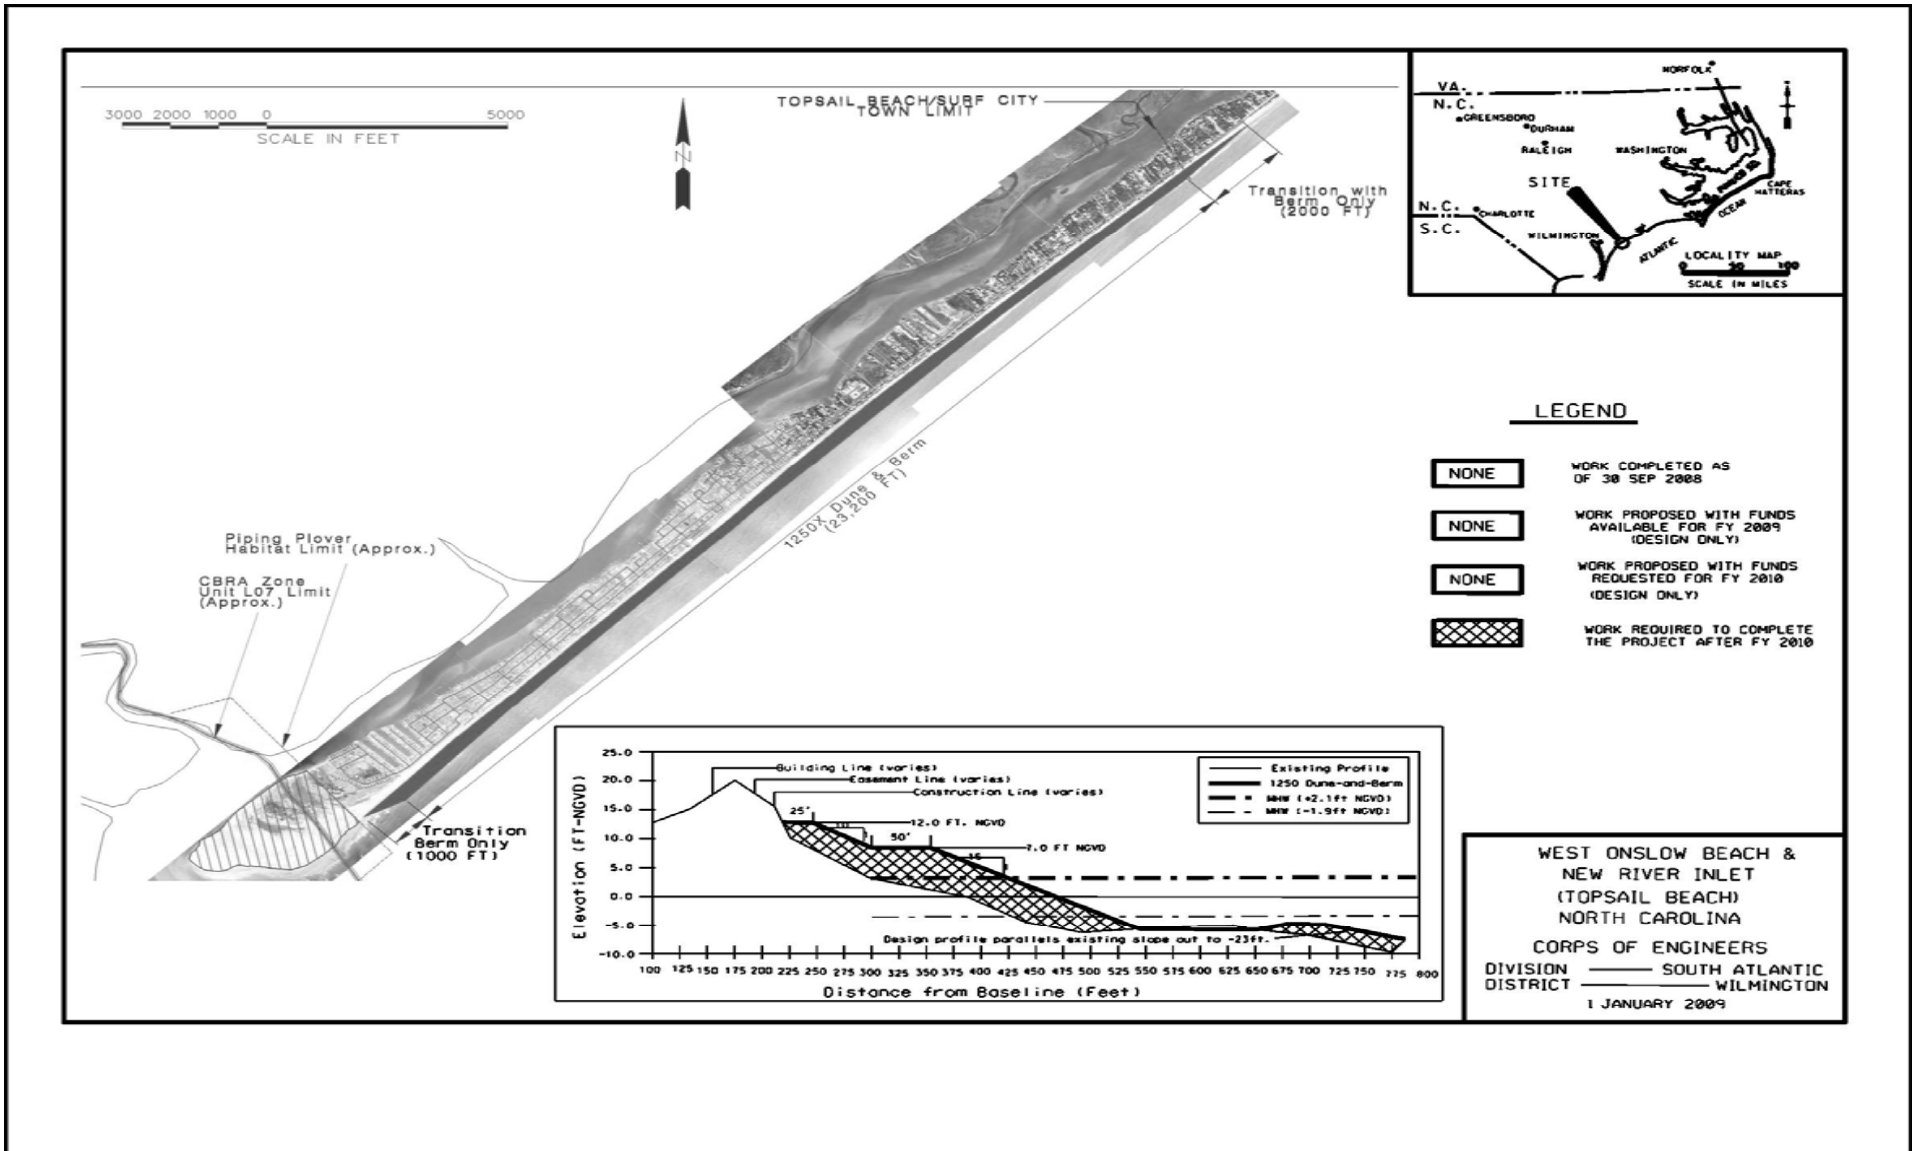 3000 2000 1000 0 5000
SCALE IN FEET
N
TOPSAIL BEACH/SURF CITY
TOWN LIMIT
Transition with
Berm Only
(2000 FT)
1250X Dune & Berm
(23,200 FT)
Piping Plover
Habitat Limit (Approx.)
CBRA Zone
Unit L07 Limit
(Approx.)
Transition
Berm Only
(1000 FT)
NORFOLK
VA.
N.C.
GREENSBORO
DURHAM
RALEIGH
WASHINGTON
SITE
CAPE
HATTERAS
OCEAN
N.C.
CHARLOTTE
S.C.
WILMINGTON
ATLANTIC
LOCALITY MAP
0 50 100
SCALE IN MILES
LEGEND
NONE
WORK COMPLETED AS
OF 30 SEP 2008
NONE
WORK PROPOSED WITH FUNDS
AVAILABLE FOR FY 2009
(DESIGN ONLY)
NONE
WORK PROPOSED WITH FUNDS
REQUESTED FOR FY 2010
(DESIGN ONLY)
WORK REQUIRED TO COMPLETE
THE PROJECT AFTER FY 2010
Elevation (FT-NGVD)
25.0
20.0
15.0
10.0
5.0
0.0
-5.0
-10.0
Building Line (varies)
Easement Line (varies)
Construction Line (varies)
25'
12.0 FT. NGVD
50'
7.0 FT NGVD
15
Existing Profile
1250 Dune-and-Berm
MHW (+2.1ft NGVD)
MHW (-1.9ft NGVD)
Design profile parallels existing slope out to -23ft.
100 125 150 175 200 225 250 275 300 325 350 375 400 425 450 475 500 525 550 575 600 625 650 675 700 725 750 775 800
Distance from Baseline (Feet)
WEST ONSLOW BEACH &
NEW RIVER INLET
(TOPSAIL BEACH)
NORTH CAROLINA
CORPS OF ENGINEERS
DIVISION SOUTH ATLANTIC
DISTRICT WILMINGTON
1 JANUARY 2009